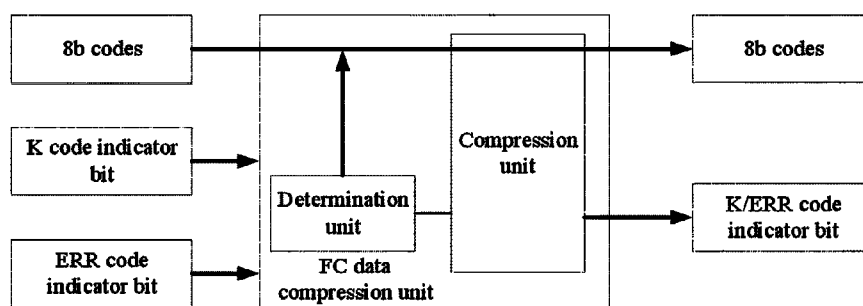 8b codes
8b codes
K code indicator
bit
Compression
unit
Determination
unit
K/ERR code
indicator bit
ERR code
indicator bit
FC data
compression unit